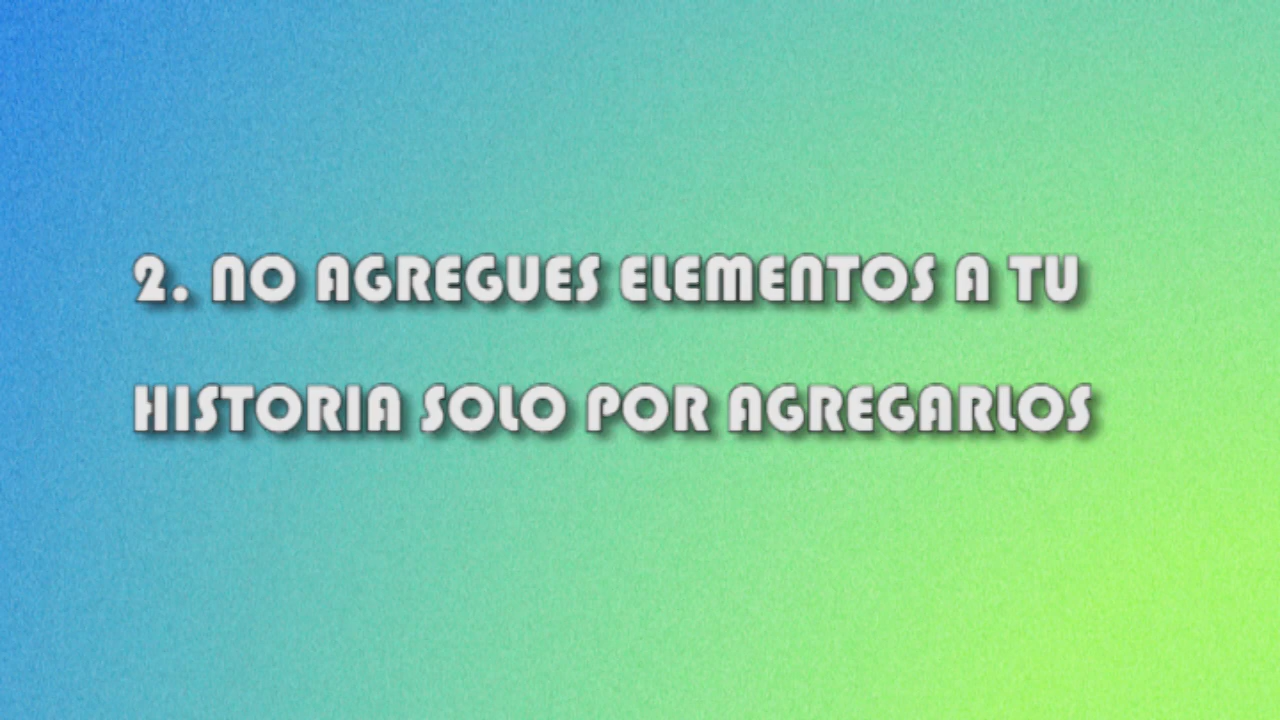 2. NO AGREGUES ELEMENTOS A TU
HISTORIA SOLO POR AGREGARLOS